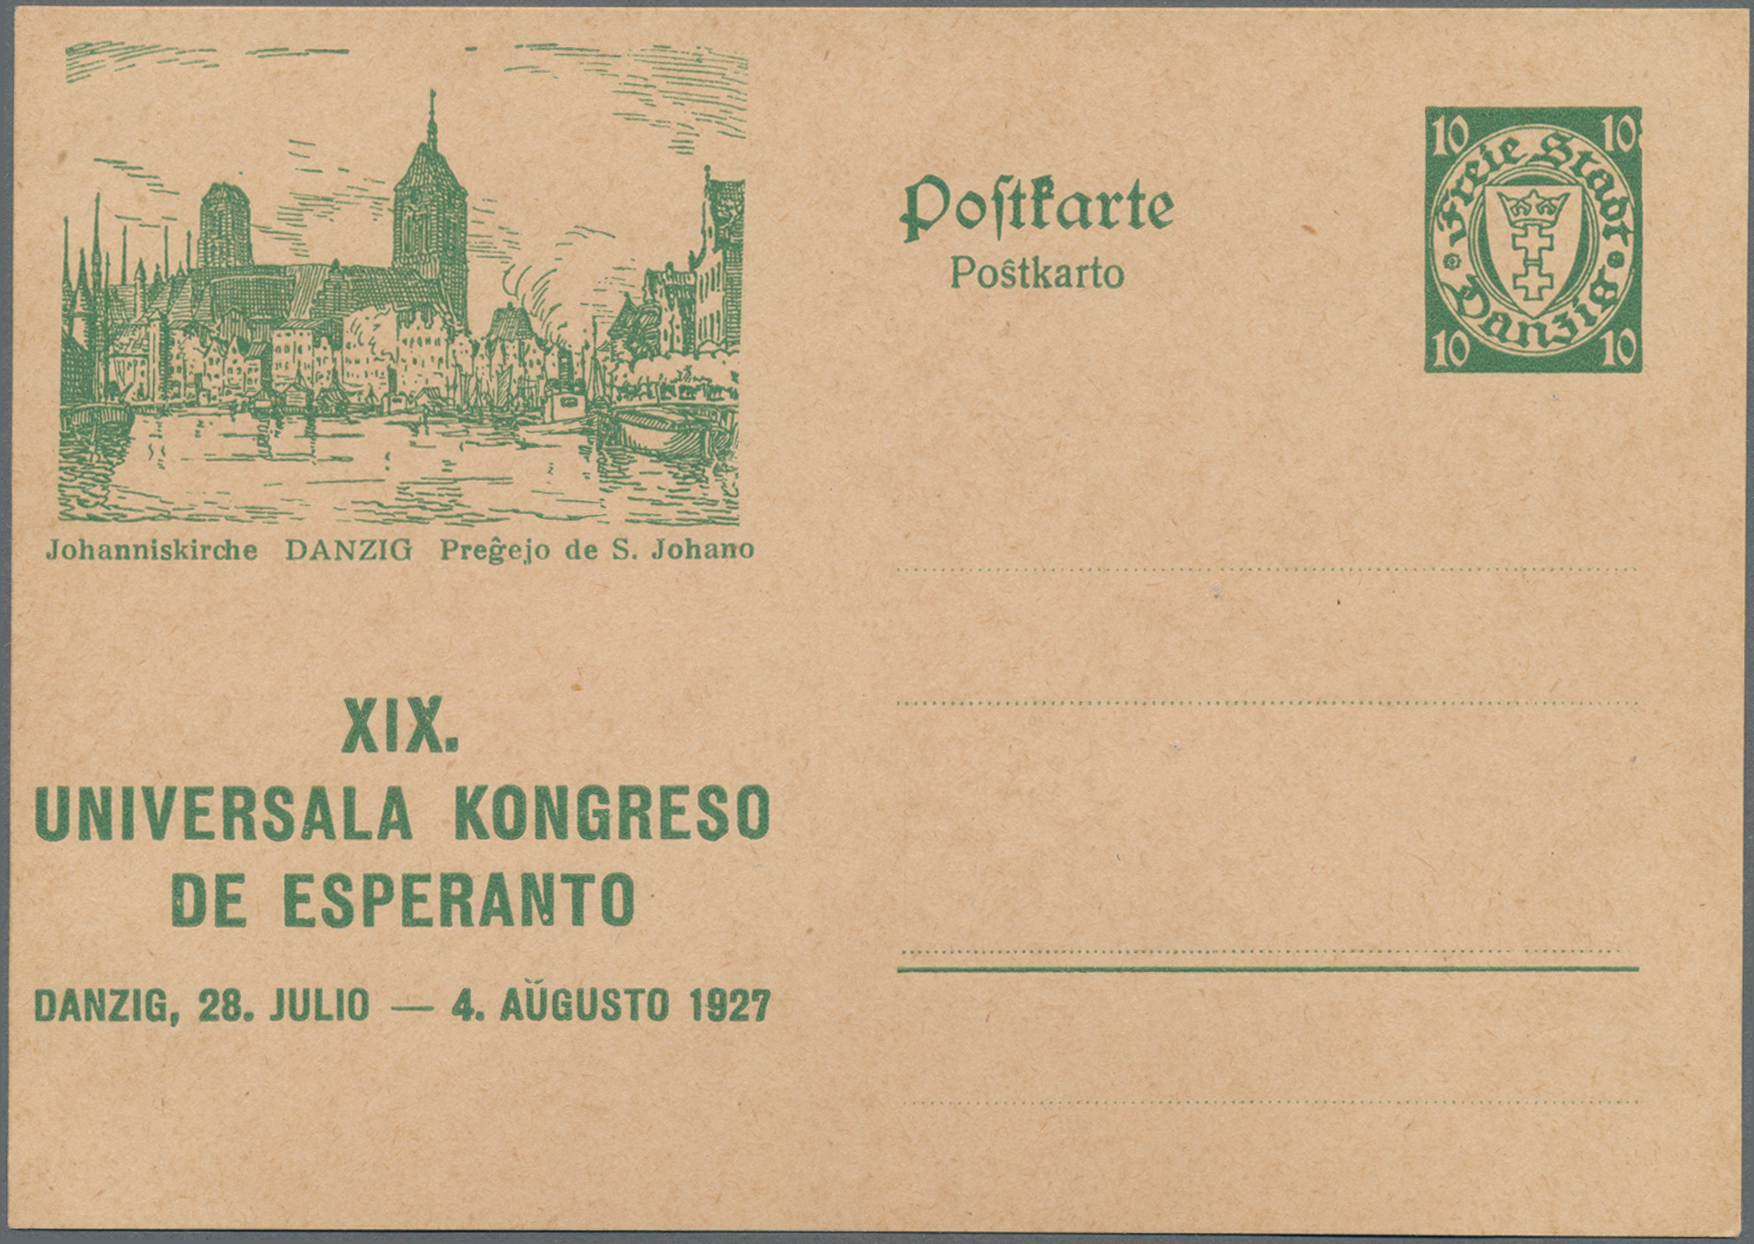 Johanniskirche DANZIG Preĝejo de S. Johano
XIX.
UNIVERSALA KONGRESO
DE ESPERANTO
DANZIG, 28. JULIO — 4. AŬGUSTO 1927
Poſtkarte
Poŝtkarto
10 10
Freie Stadt Danzig
10 10